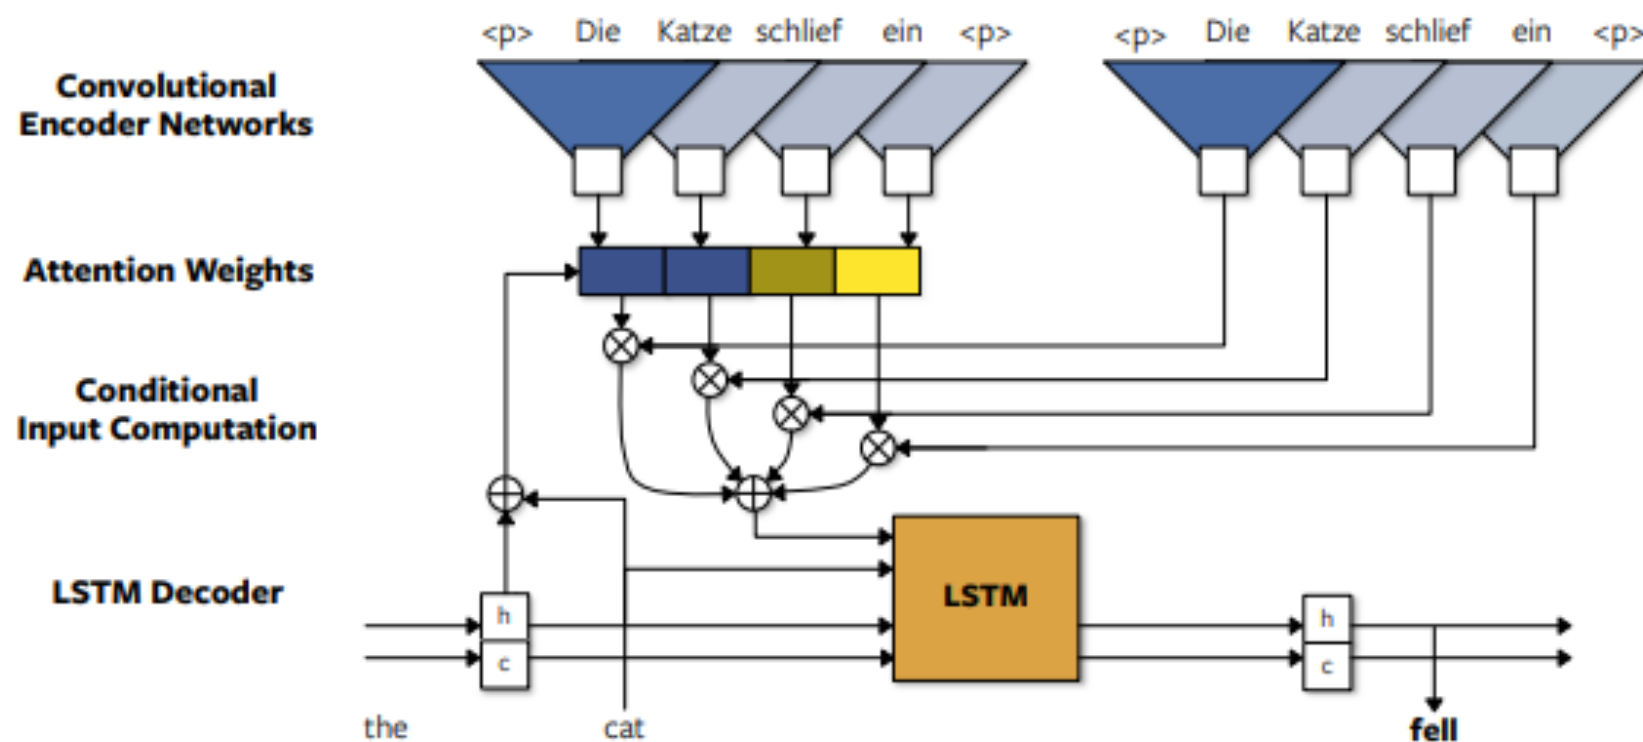 <p> Die Katze schlief ein <p>
<p> Die Katze schlief ein <p>
Convolutional
Encoder Networks
Attention Weights
Conditional
Input Computation
LSTM Decoder
LSTM
h
c
h
c
the
cat
fell